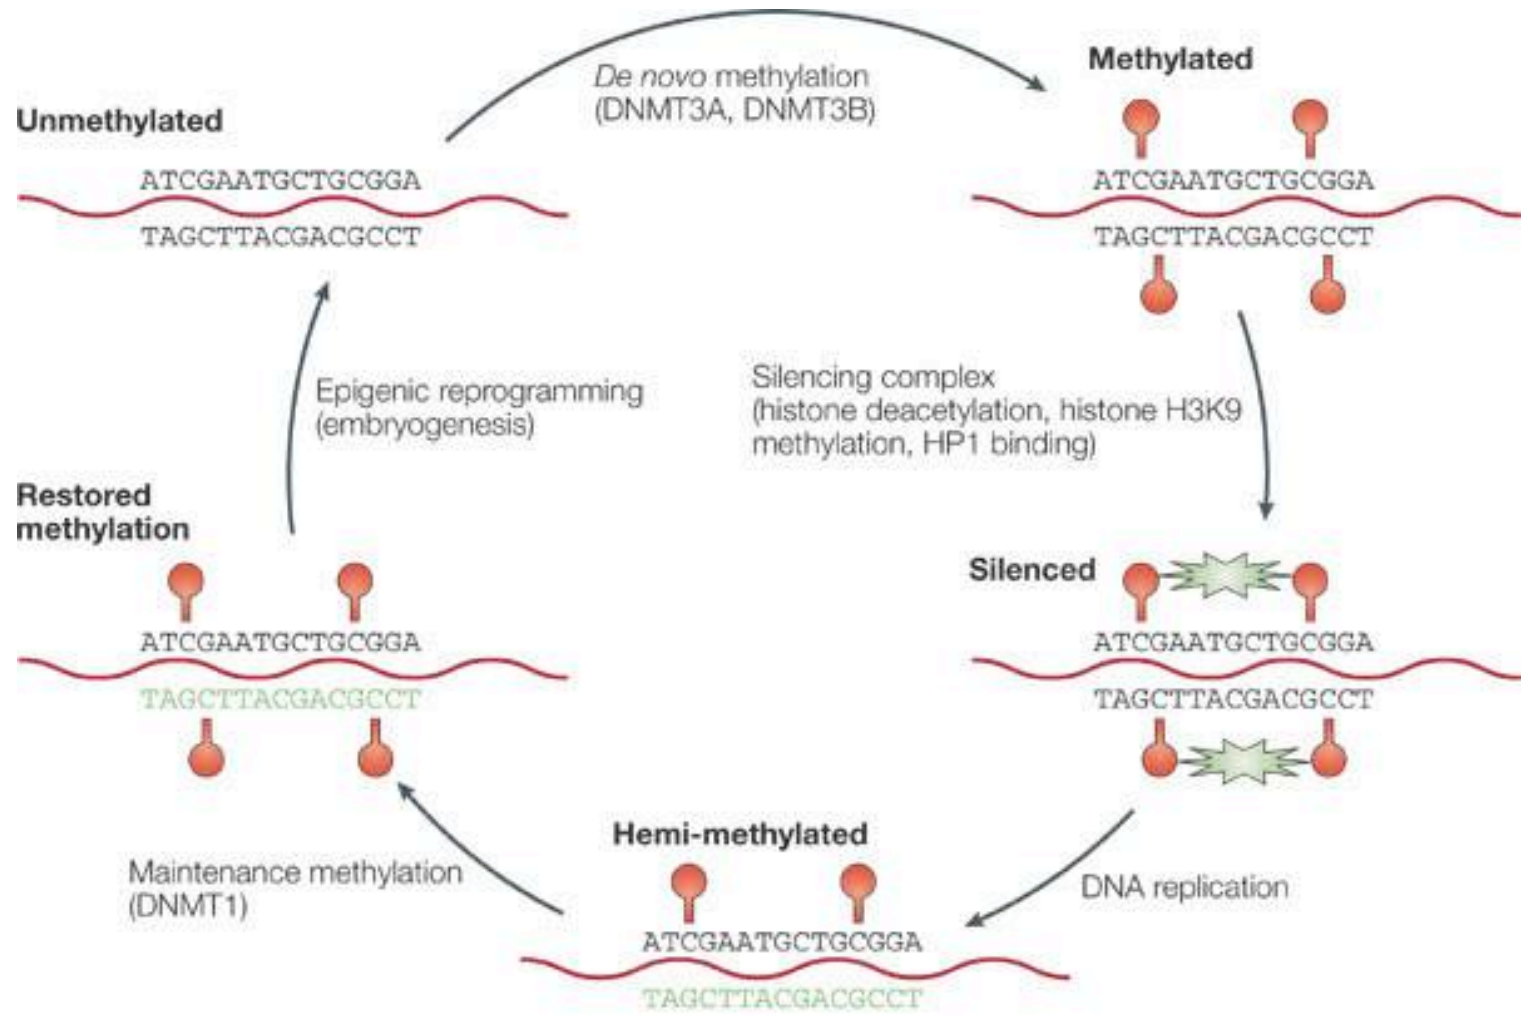 De novo methylation
(DNMT3A, DNMT3B)
Methylated
ATCGAATGCTGCGGA
TAGCTTACGACGCCT
Unmethylated
ATCGAATGCTGCGGA
TAGCTTACGACGCCT
Silencing complex
(histone deacetylation, histone H3K9
methylation, HP1 binding)
Epigenic reprogramming
(embryogenesis)
Silenced
ATCGAATGCTGCGGA
TAGCTTACGACGCCT
Restored
methylation
ATCGAATGCTGCGGA
TAGCTTACGACGCCT
DNA replication
Hemi-methylated
ATCGAATGCTGCGGA
TAGCTTACGACGCCT
Maintenance methylation
(DNMT1)